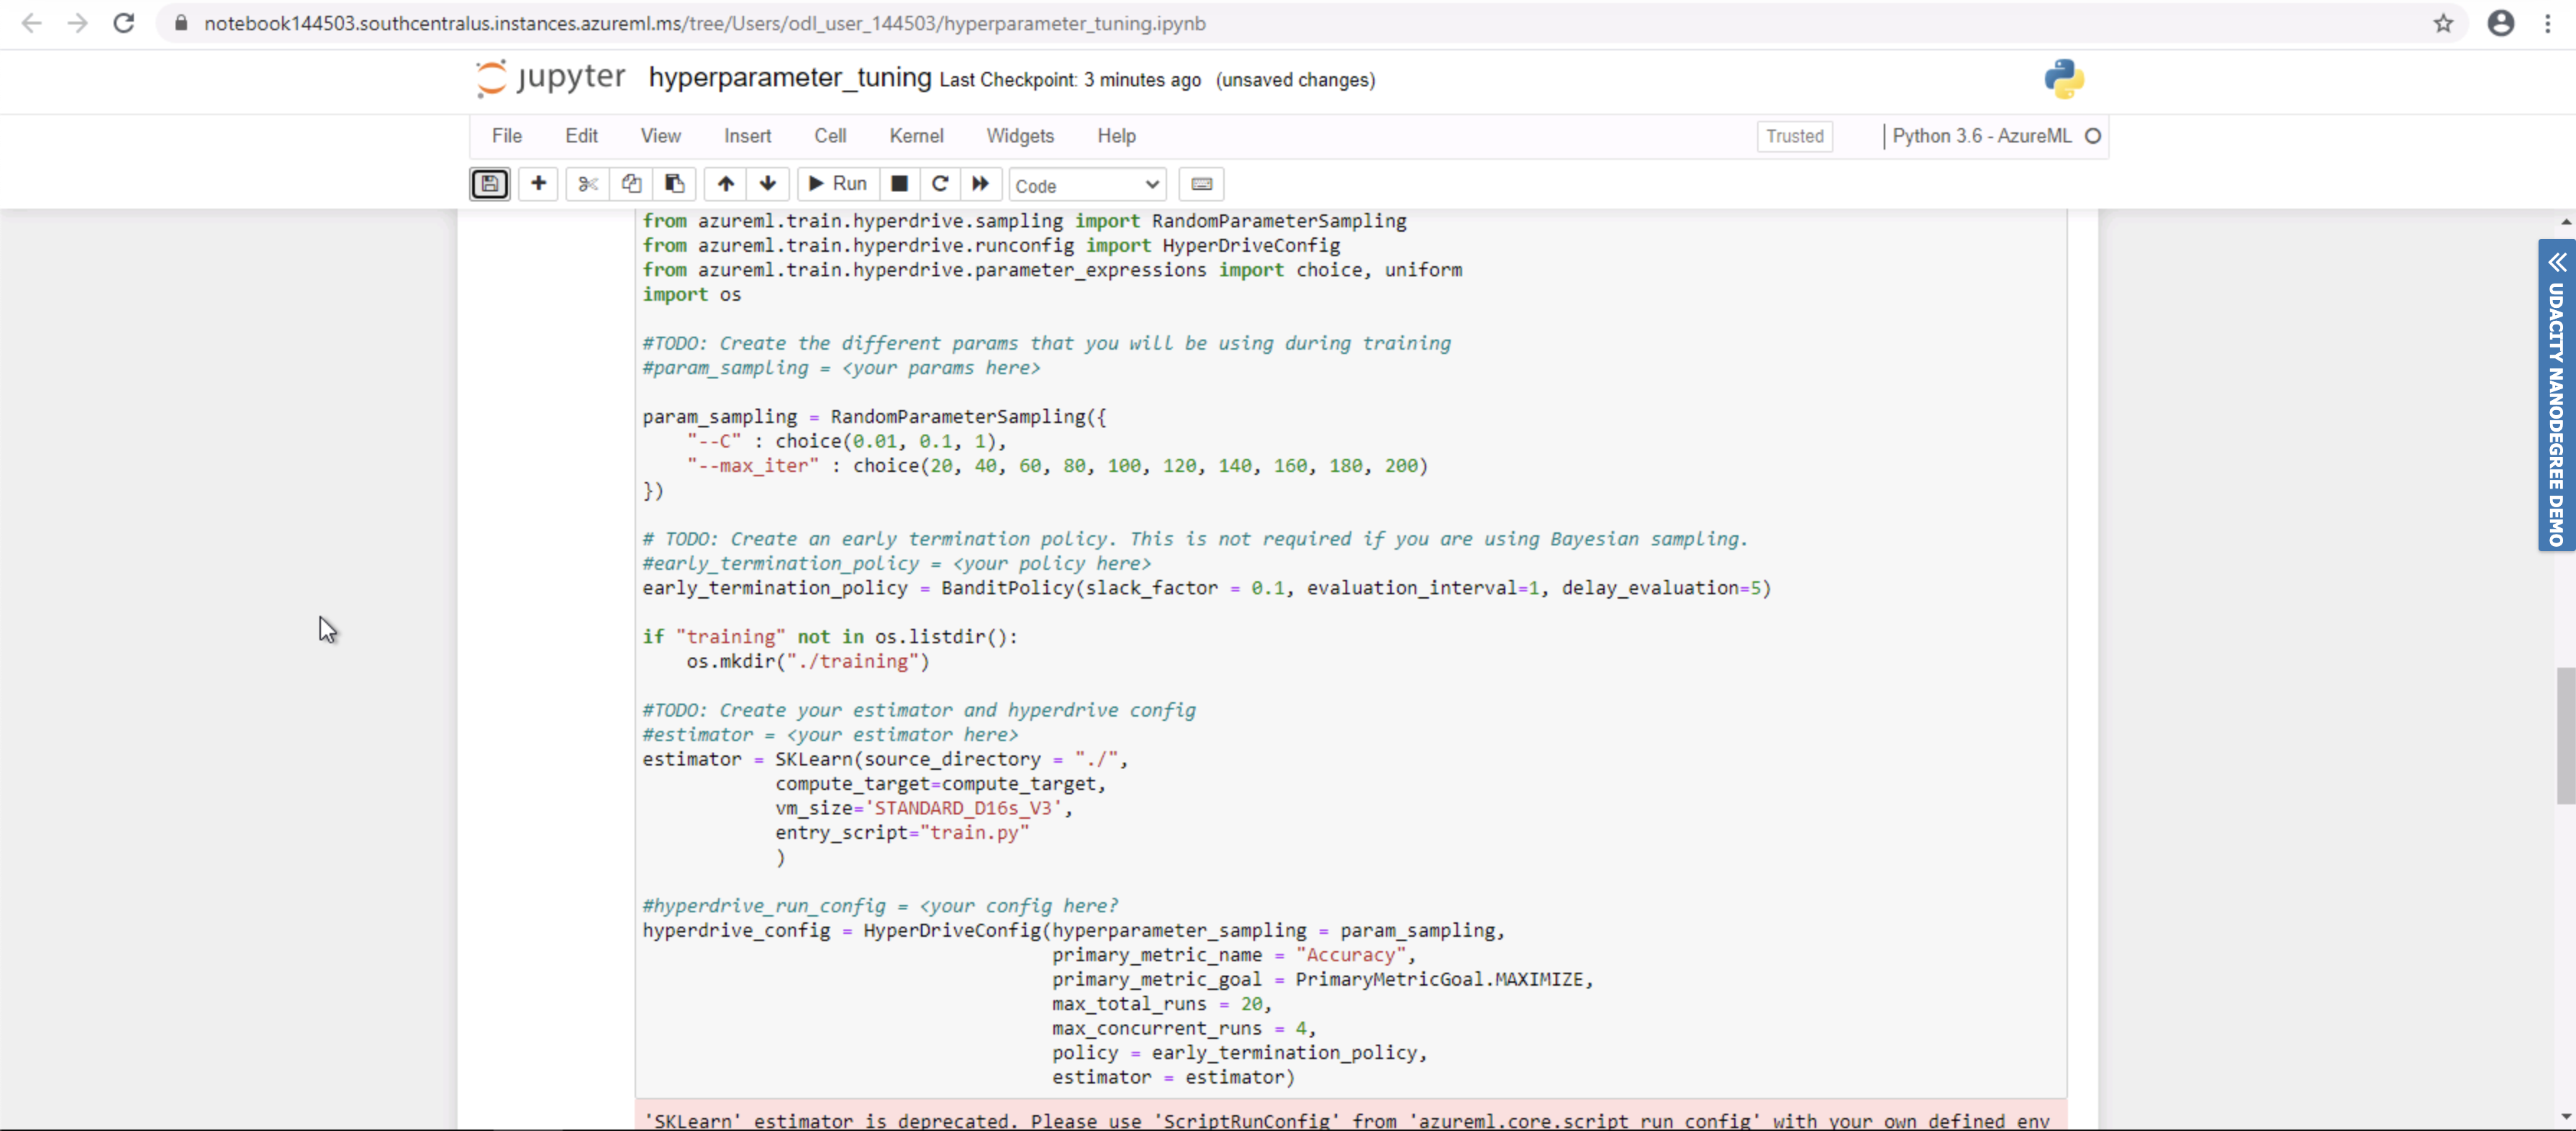 notebook144503.southcentralus.instances.azureml.ms/tree/Users/odl_user_144503/hyperparameter_tuning.ipynb
jupyter hyperparameter_tuning Last Checkpoint: 3 minutes ago (unsaved changes)
File Edit View Insert Cell Kernel Widgets Help Trusted Python 3.6 - AzureML
Run Code
from azureml.train.hyperdrive.sampling import RandomParameterSampling
from azureml.train.hyperdrive.runconfig import HyperDriveConfig
from azureml.train.hyperdrive.parameter_expressions import choice, uniform
import os
#TODO: Create the different params that you will be using during training
#param_sampling = <your params here>
param_sampling = RandomParameterSampling({
    "--C" : choice(0.01, 0.1, 1),
    "--max_iter" : choice(20, 40, 60, 80, 100, 120, 140, 160, 180, 200)
})
# TODO: Create an early termination policy. This is not required if you are using Bayesian sampling.
#early_termination_policy = <your policy here>
early_termination_policy = BanditPolicy(slack_factor = 0.1, evaluation_interval=1, delay_evaluation=5)
if "training" not in os.listdir():
    os.mkdir("./training")
#TODO: Create your estimator and hyperdrive config
#estimator = <your estimator here>
estimator = SKLearn(source_directory = "./",
            compute_target=compute_target,
            vm_size='STANDARD_D16s_V3',
            entry_script="train.py"
            )
#hyperdrive_run_config = <your config here?
hyperdrive_config = HyperDriveConfig(hyperparameter_sampling = param_sampling,
                                     primary_metric_name = "Accuracy",
                                     primary_metric_goal = PrimaryMetricGoal.MAXIMIZE,
                                     max_total_runs = 20,
                                     max_concurrent_runs = 4,
                                     policy = early_termination_policy,
                                     estimator = estimator)
'SKLearn' estimator is deprecated. Please use 'ScriptRunConfig' from 'azureml.core.script_run_config' with your own defined env
UDACITY NANODEGREE DEMO